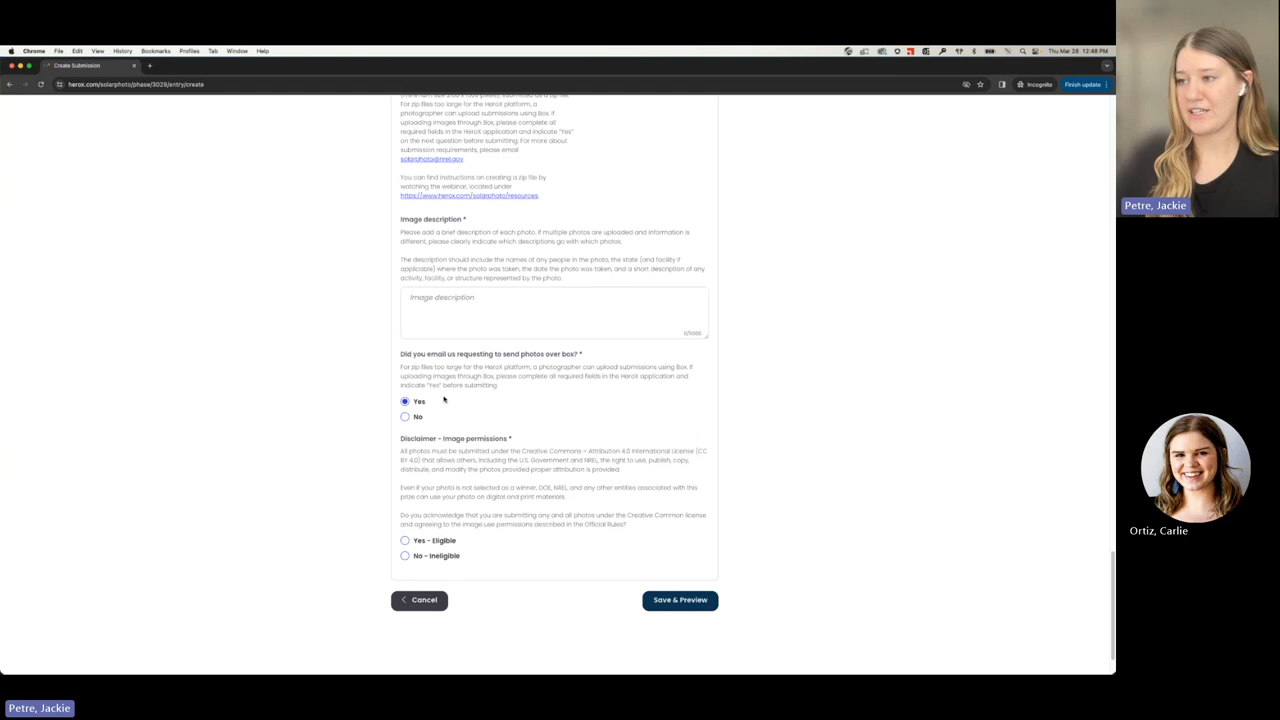 Chrome File Edit View History Bookmarks Profiles Tab Window Help
Thu Mar 28 12:48 PM
Create Submission
herox.com/solarphoto/phase/3029/entry/create
Incognito
Finish update
For zip files too large for the HeroX platform, a
photographer can upload submissions using Box. If
uploading images through Box, please complete all
required fields in the HeroX application and indicate "Yes"
on the next question before submitting. For more about
submission requirements, please email
solarphoto@nrel.gov.
You can find instructions on creating a zip file by
watching the webinar, located under
https://www.herox.com/solarphoto/resources.
Image description *
Please add a brief description of each photo. If multiple photos are uploaded and information is
different, please clearly indicate which descriptions go with which photos.
The description should include the names of any people in the photo, the state (and facility if
applicable) where the photo was taken, the date the photo was taken, and a short description of any
activity, facility, or structure represented by the photo.
Image description
0/5000
Did you email us requesting to send photos over box? *
For zip files too large for the HeroX platform, a photographer can upload submissions using Box. If
uploading images through Box, please complete all required fields in the HeroX application and
indicate "Yes" before submitting.
Yes
No
Disclaimer - Image permissions *
All photos must be submitted under the Creative Commons – Attribution 4.0 International License (CC
BY 4.0) that allows others, including the U.S. Government and NREL, the right to use, publish, copy,
distribute, and modify the photos provided proper attribution is provided.
Even if your photo is not selected as a winner, DOE, NREL, and any other entities associated with this
prize can use your photo on digital and print materials.
Do you acknowledge that you are submitting any and all photos under the Creative Common license
and agreeing to the image use permissions described in the Official Rules?
Yes - Eligible
No - Ineligible
Cancel
Save & Preview
Petre, Jackie
Ortiz, Carlie
Petre, Jackie